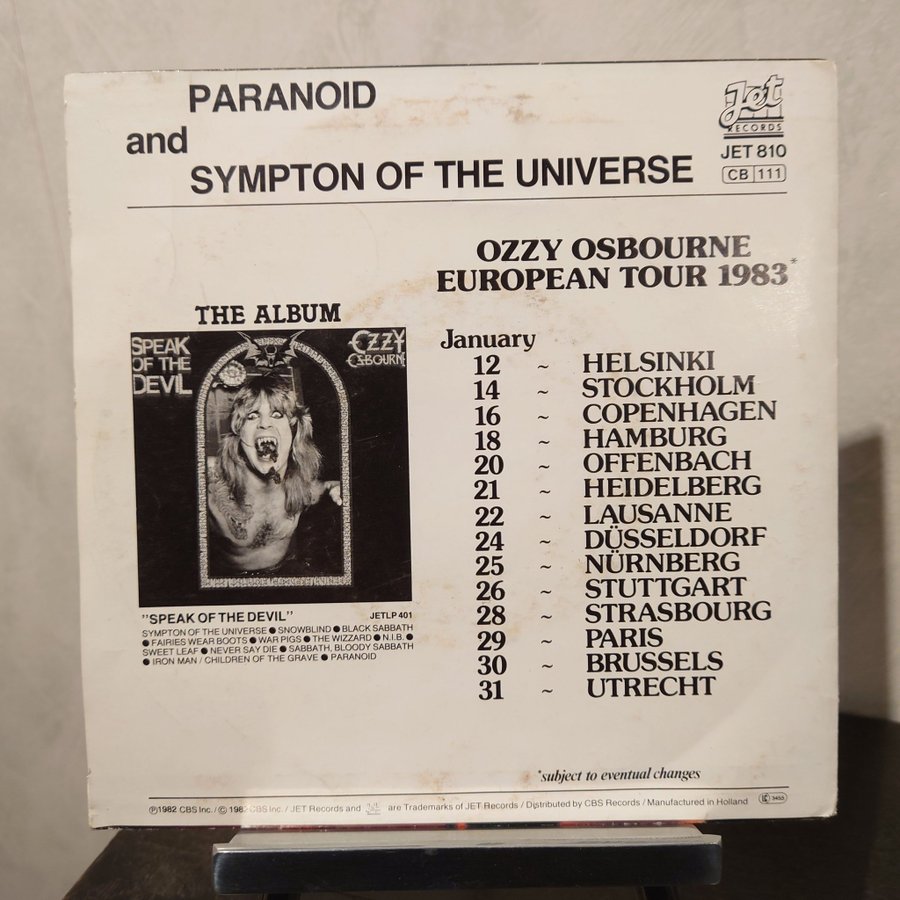 PARANOID
and
SYMPTON OF THE UNIVERSE
Jet
RECORDS
JET 810
CB 111
OZZY OSBOURNE
EUROPEAN TOUR 1983*
THE ALBUM
SPEAK
OF THE
DEVIL
OZZY
OSBOURNE
"SPEAK OF THE DEVIL" JETLP 401
SYMPTON OF THE UNIVERSE ● SNOWBLIND ● BLACK SABBATH
● FAIRIES WEAR BOOTS ● WAR PIGS ● THE WIZZARD ● N.I.B. ●
SWEET LEAF ● NEVER SAY DIE ● SABBATH, BLOODY SABBATH
● IRON MAN / CHILDREN OF THE GRAVE ● PARANOID
January
12 ~ HELSINKI
14 ~ STOCKHOLM
16 ~ COPENHAGEN
18 ~ HAMBURG
20 ~ OFFENBACH
21 ~ HEIDELBERG
22 ~ LAUSANNE
24 ~ DÜSSELDORF
25 ~ NÜRNBERG
26 ~ STUTTGART
28 ~ STRASBOURG
29 ~ PARIS
30 ~ BRUSSELS
31 ~ UTRECHT
*subject to eventual changes
℗1982 CBS Inc. / © 1982 CBS Inc. / JET Records and Jet are Trademarks of JET Records / Distributed by CBS Records / Manufactured in Holland LC 3455